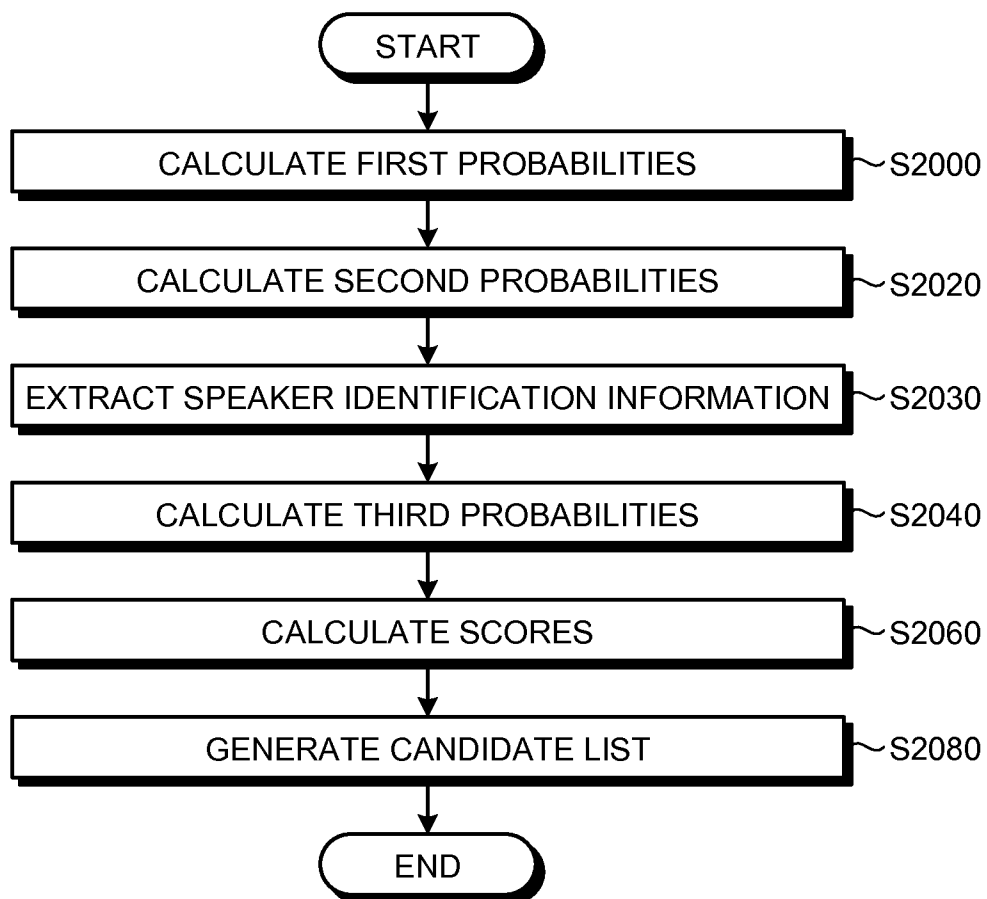 START
CALCULATE FIRST PROBABILITIES S2000
CALCULATE SECOND PROBABILITIES S2020
EXTRACT SPEAKER IDENTIFICATION INFORMATION S2030
CALCULATE THIRD PROBABILITIES S2040
CALCULATE SCORES S2060
GENERATE CANDIDATE LIST S2080
END